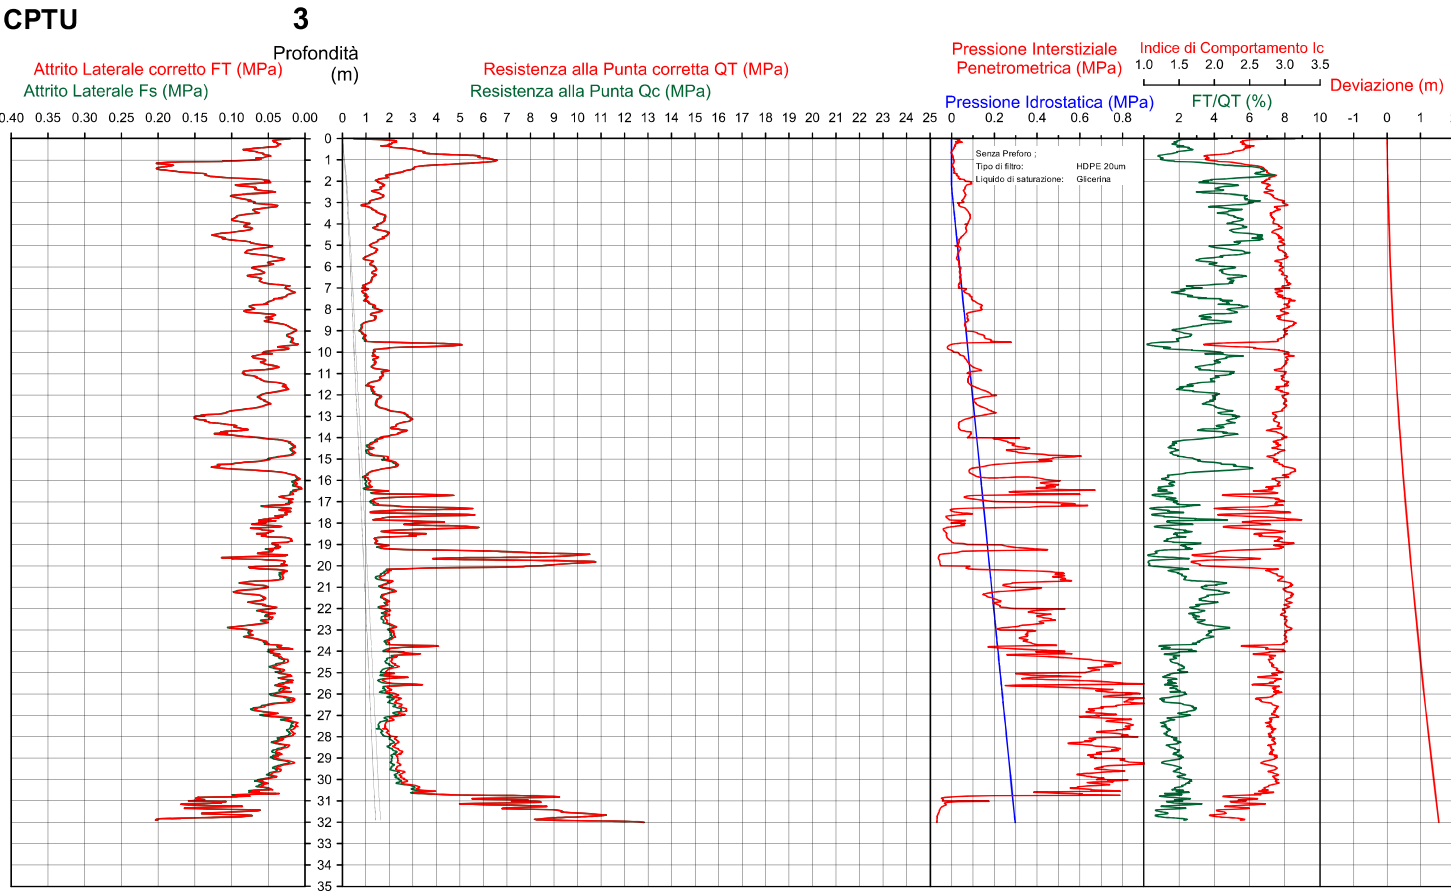 CPTU 3
Profondità
(m)
Attrito Laterale corretto FT (MPa)
Attrito Laterale Fs (MPa)
Resistenza alla Punta corretta QT (MPa)
Resistenza alla Punta Qc (MPa)
Pressione Interstiziale
Penetrometrica (MPa)
Pressione Idrostatica (MPa)
Indice di Comportamento Ic
1.0 1.5 2.0 2.5 3.0 3.5
FT/QT (%)
Deviazione (m)
0.40 0.35 0.30 0.25 0.20 0.15 0.10 0.05 0.00
0 1 2 3 4 5 6 7 8 9 10 11 12 13 14 15 16 17 18 19 20 21 22 23 24 25
0 0.2 0.4 0.6 0.8
2 4 6 8 10
-1 0 1
Senza Preforo ;
Tipo di filtro: HDPE 20um
Liquido di saturazione: Glicerina
0
1
2
3
4
5
6
7
8
9
10
11
12
13
14
15
16
17
18
19
20
21
22
23
24
25
26
27
28
29
30
31
32
33
34
35